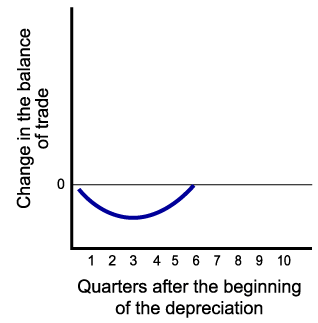 Change in the balance
of trade
0
1 2 3 4 5 6 7 8 9 10
Quarters after the beginning
of the depreciation